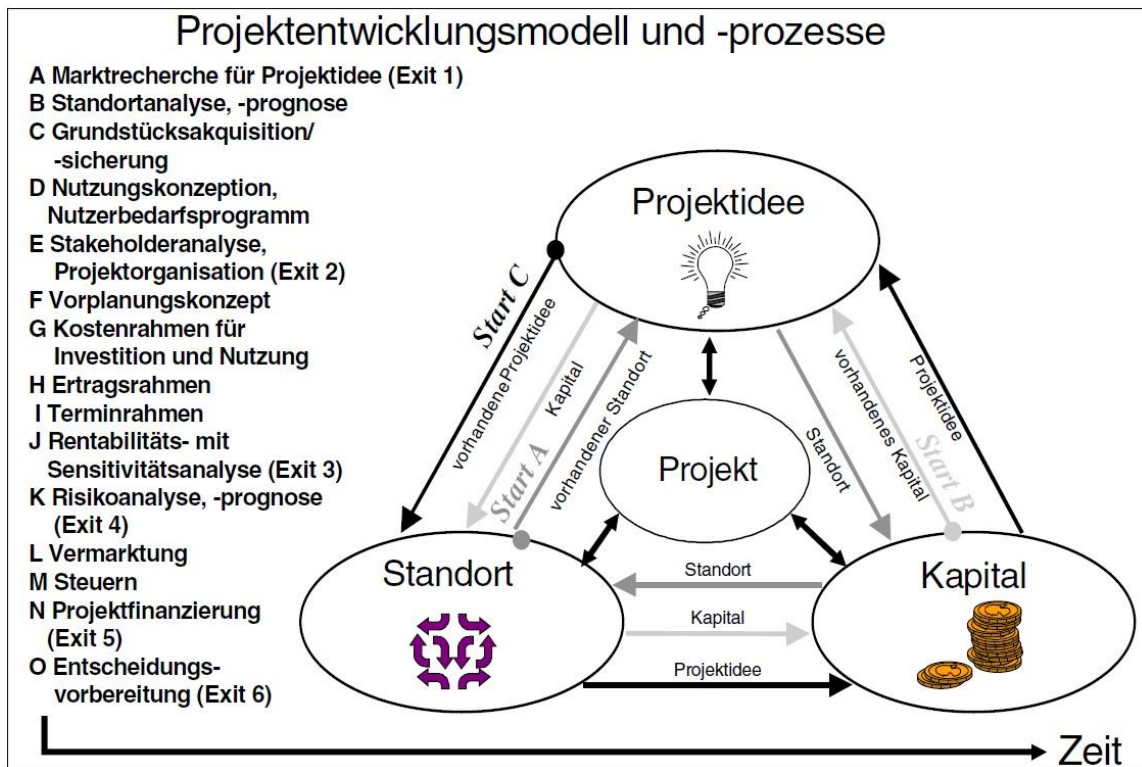 Projektentwicklungsmodell und -prozesse
A Marktrecherche für Projektidee (Exit 1)
B Standortanalyse, -prognose
C Grundstücksakquisition/
-sicherung
D Nutzungskonzeption,
Nutzerbedarfsprogramm
E Stakeholderanalyse,
Projektorganisation (Exit 2)
F Vorplanungskonzept
G Kostenrahmen für
Investition und Nutzung
H Ertragsrahmen
I Terminrahmen
J Rentabilitäts- mit
Sensitivitätsanalyse (Exit 3)
K Risikoanalyse, -prognose
(Exit 4)
L Vermarktung
M Steuern
N Projektfinanzierung
(Exit 5)
O Entscheidungs-
vorbereitung (Exit 6)
Projektidee
Start C
vorhandene Projektidee
Kapital
Start A
vorhandener Standort
Projekt
Standort
vorhandenes Kapital
Start B
Projektidee
Standort
Kapital
Standort
Kapital
Projektidee
Zeit